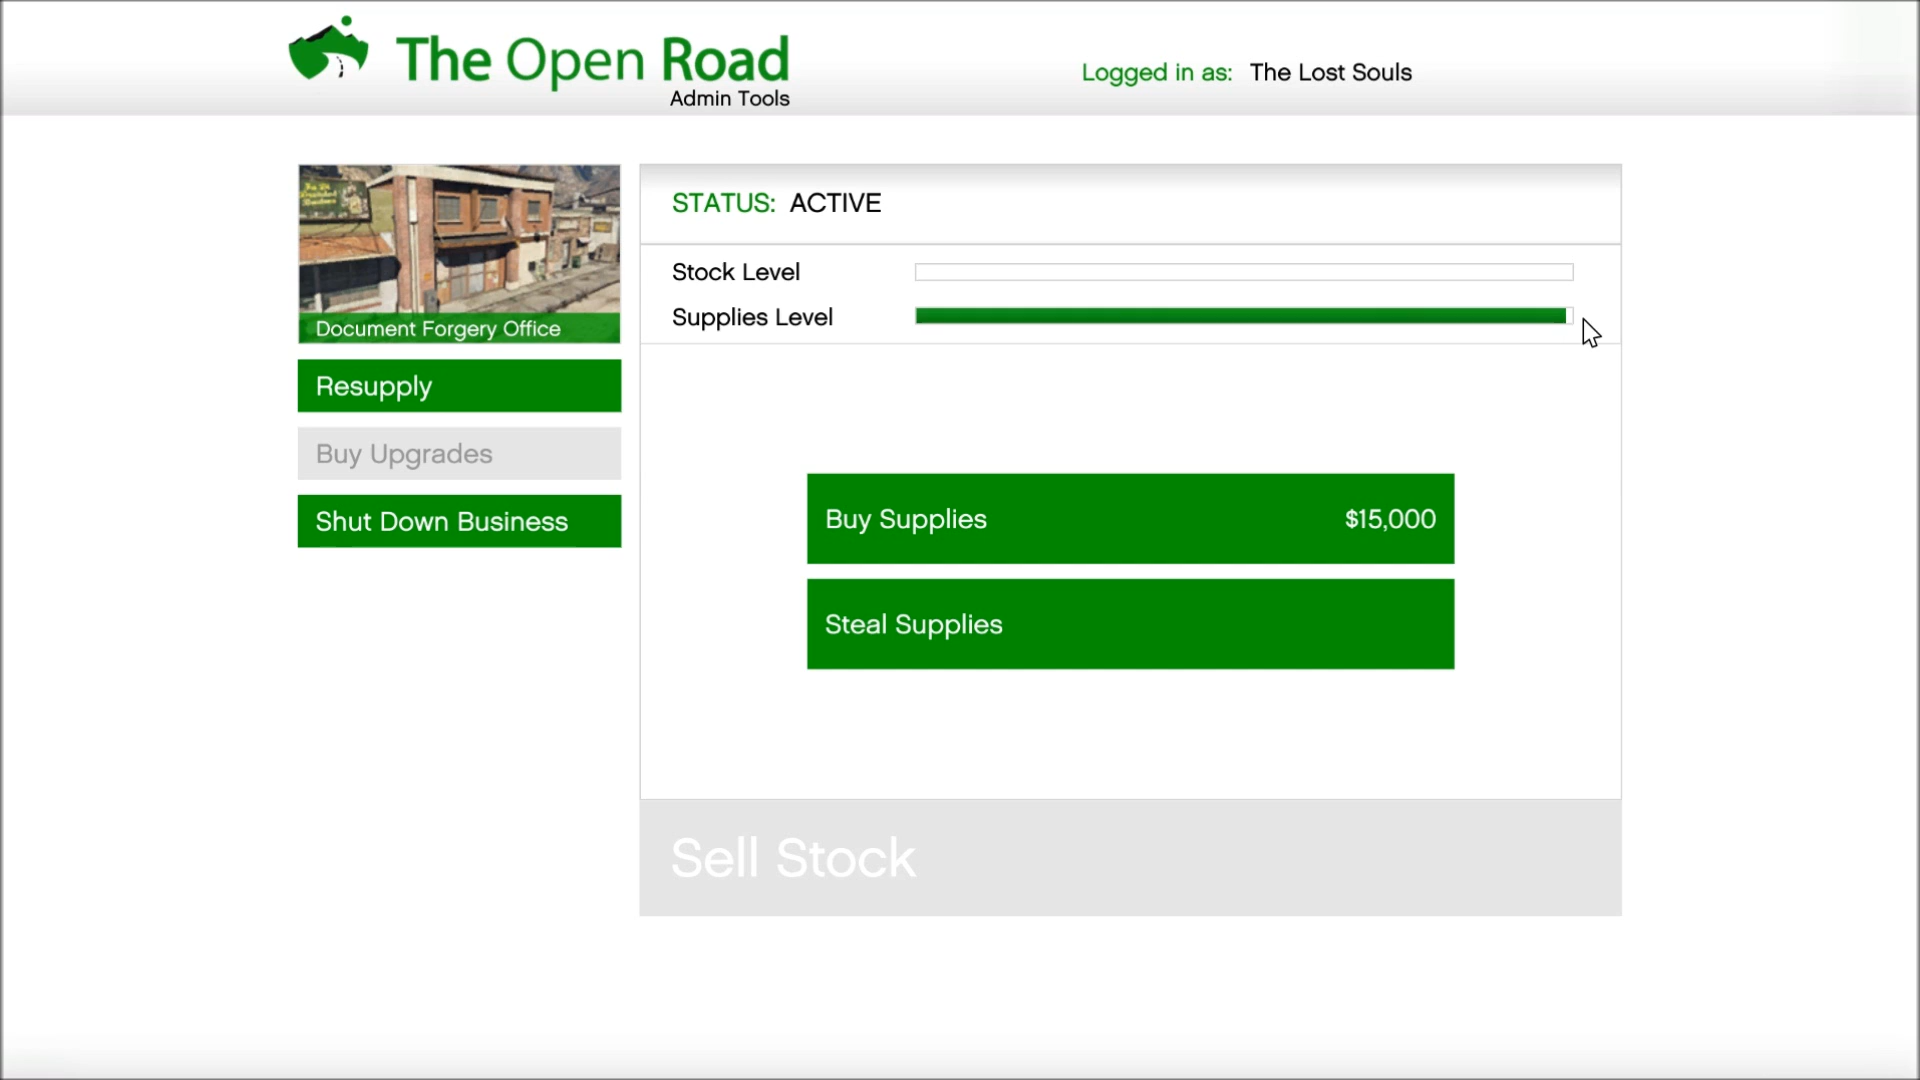 The Open Road
Admin Tools
Logged in as: The Lost Souls
Document Forgery Office
Resupply
Buy Upgrades
Shut Down Business
STATUS: ACTIVE
Stock Level
Supplies Level
Buy Supplies $15,000
Steal Supplies
Sell Stock